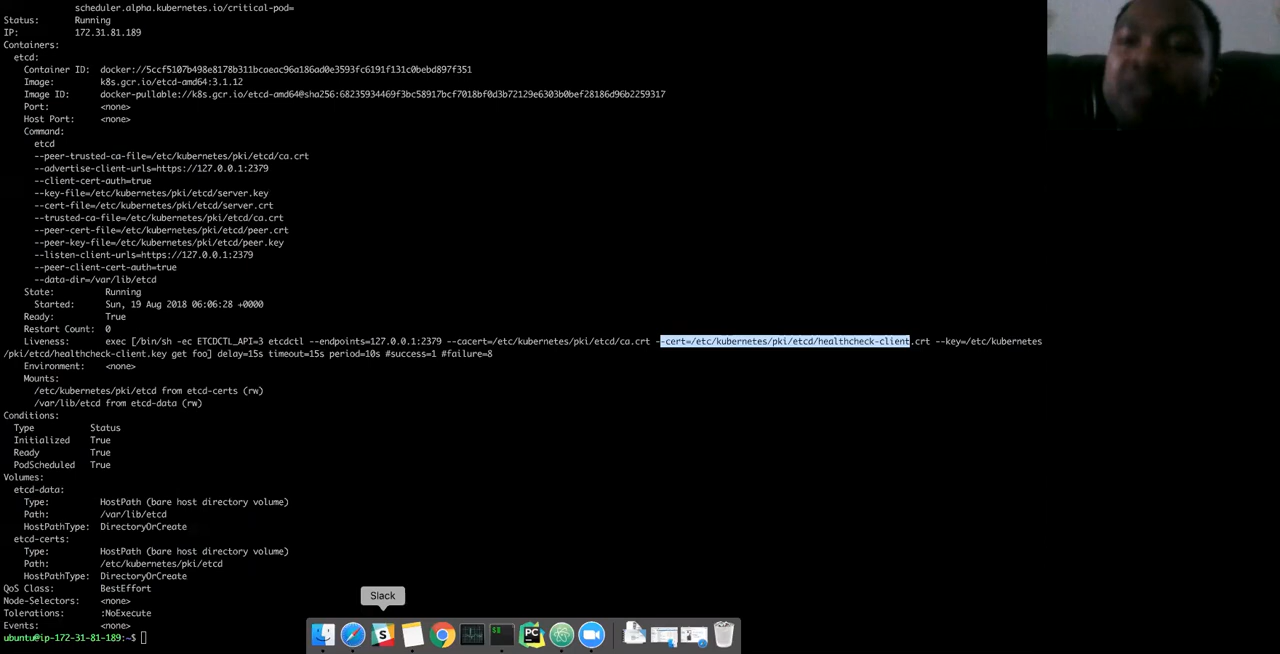 scheduler.alpha.kubernetes.io/critical-pod=
Status: Running
IP: 172.31.81.189
Containers:
etcd:
Container ID: docker://5ccf5107b498e8178b311bcaeac96a186ad0e3593fc6191f131c0bebd897f351
Image: k8s.gcr.io/etcd-amd64:3.1.12
Image ID: docker-pullable://k8s.gcr.io/etcd-amd64@sha256:68235934469f3bc58917bcf7018bf0d3b72129e6303b0bef28186d96b2259317
Port: <none>
Host Port: <none>
Command:
etcd
--peer-trusted-ca-file=/etc/kubernetes/pki/etcd/ca.crt
--advertise-client-urls=https://127.0.0.1:2379
--client-cert-auth=true
--key-file=/etc/kubernetes/pki/etcd/server.key
--cert-file=/etc/kubernetes/pki/etcd/server.crt
--trusted-ca-file=/etc/kubernetes/pki/etcd/ca.crt
--peer-cert-file=/etc/kubernetes/pki/etcd/peer.crt
--peer-key-file=/etc/kubernetes/pki/etcd/peer.key
--listen-client-urls=https://127.0.0.1:2379
--peer-client-cert-auth=true
--data-dir=/var/lib/etcd
State: Running
Started: Sun, 19 Aug 2018 06:06:28 +0000
Ready: True
Restart Count: 0
Liveness: exec [/bin/sh -ec ETCDCTL_API=3 etcdctl --endpoints=127.0.0.1:2379 --cacert=/etc/kubernetes/pki/etcd/ca.crt --cert=/etc/kubernetes/pki/etcd/healthcheck-client.crt --key=/etc/kubernetes
/pki/etcd/healthcheck-client.key get foo] delay=15s timeout=15s period=10s #success=1 #failure=8
Environment: <none>
Mounts:
/etc/kubernetes/pki/etcd from etcd-certs (rw)
/var/lib/etcd from etcd-data (rw)
Conditions:
Type Status
Initialized True
Ready True
PodScheduled True
Volumes:
etcd-data:
Type: HostPath (bare host directory volume)
Path: /var/lib/etcd
HostPathType: DirectoryOrCreate
etcd-certs:
Type: HostPath (bare host directory volume)
Path: /etc/kubernetes/pki/etcd
HostPathType: DirectoryOrCreate
QoS Class: BestEffort
Node-Selectors: <none>
Tolerations: :NoExecute
Events: <none>
ubuntu@ip-172-31-81-189:~$
Slack